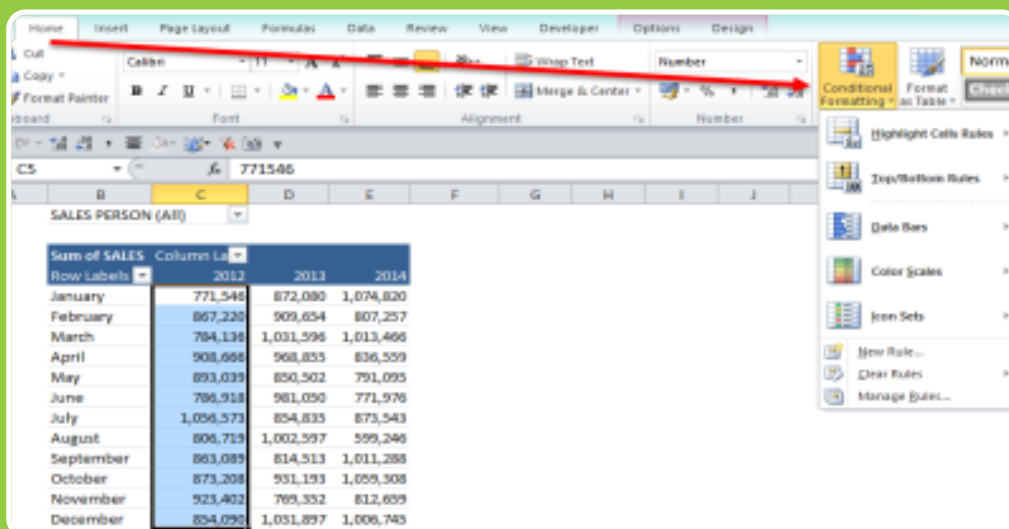 Home Insert Page Layout Formulas Data Review View Developer Options Design
Cut
Copy
Format Painter
Calibri 11
B I U
Font
Wrap Text
Merge & Center
Alignment
Number
%
Number
Conditional Formatting
Format as Table
C5 fx 771546
B C D E F G H I J
SALES PERSON (All)
Sum of SALES Column La
Row Labels 2012 2013 2014
January 771,546 872,080 1,074,820
February 867,220 909,654 807,257
March 784,136 1,031,596 1,013,466
April 908,666 968,855 836,559
May 893,039 850,502 791,095
June 786,918 981,050 771,976
July 1,056,573 854,835 873,543
August 806,719 1,002,597 599,246
September 863,089 814,513 1,011,288
October 873,208 931,193 1,059,308
November 923,402 769,352 812,659
December 854,090 1,031,897 1,006,745
Highlight Cells Rules
Top/Bottom Rules
Data Bars
Color Scales
Icon Sets
New Rule...
Clear Rules
Manage Rules...